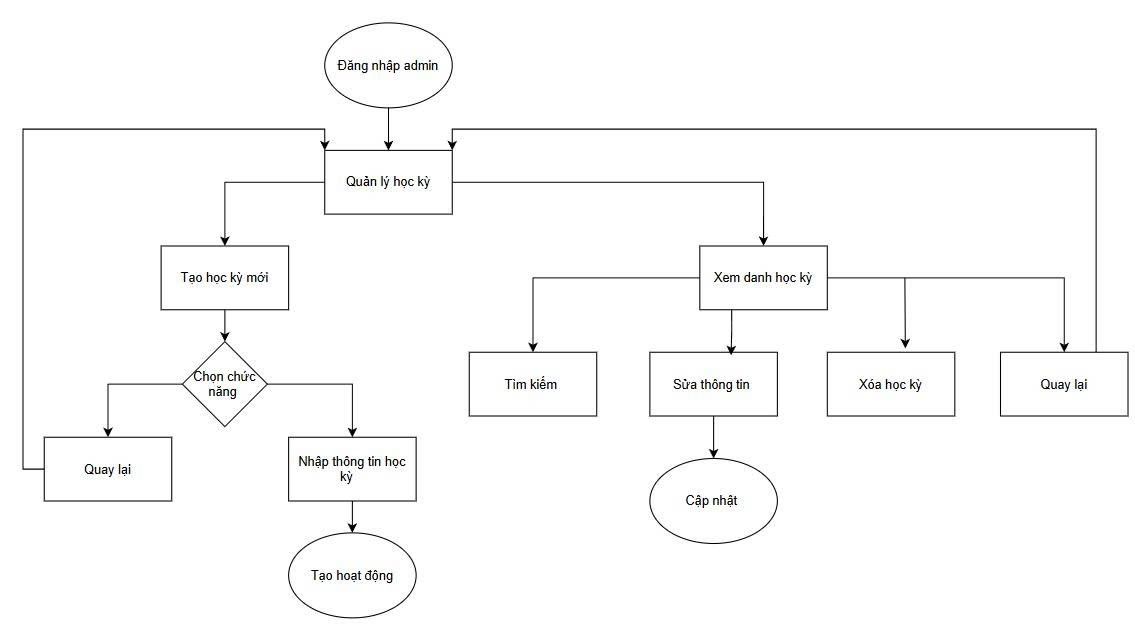 Đăng nhập admin
Quản lý học kỳ
Tạo học kỳ mới
Xem danh học kỳ
Chọn chức
năng
Tìm kiếm
Sửa thông tin
Xóa học kỳ
Quay lại
Quay lại
Nhập thông tin học
kỳ
Cập nhật
Tạo hoạt động